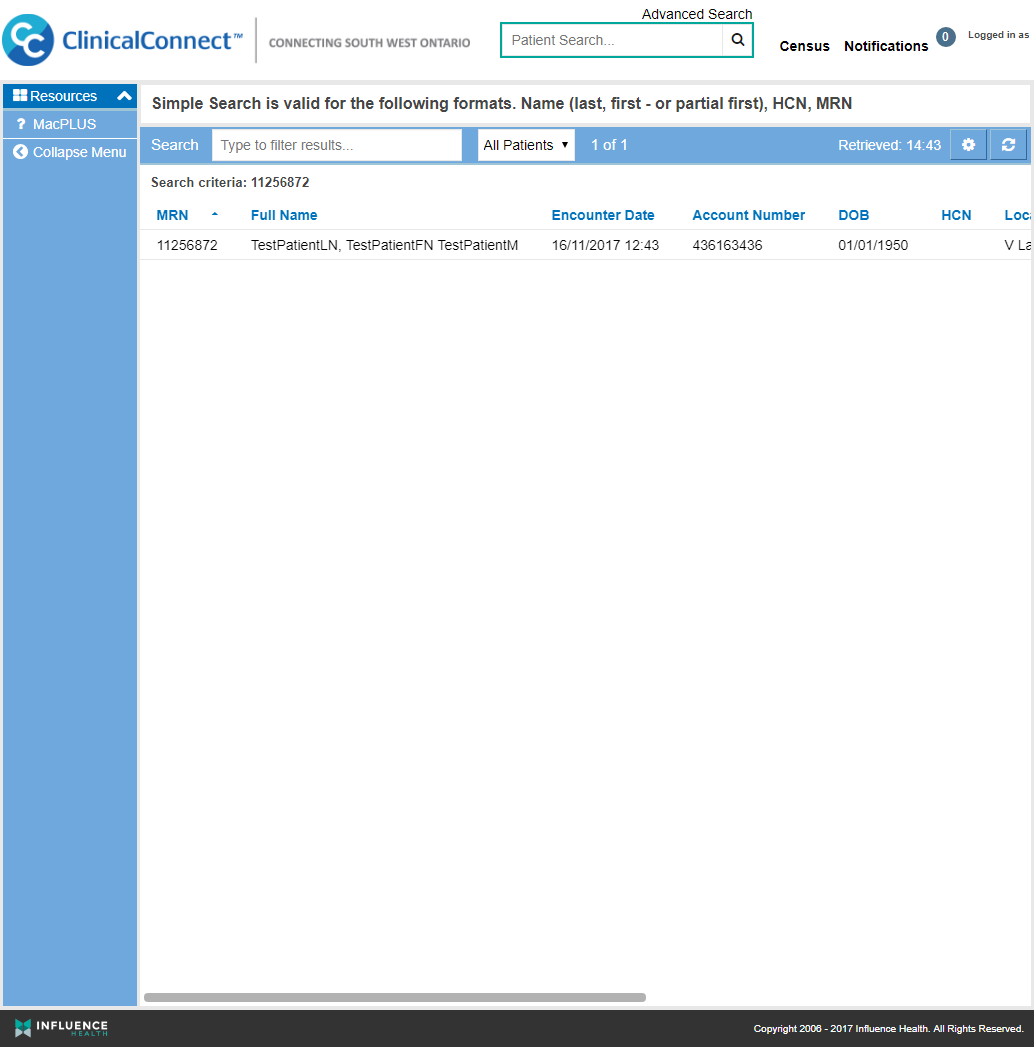 Advanced Search
CC ClinicalConnect™ CONNECTING SOUTH WEST ONTARIO Patient Search... Census Notifications 0 Logged in as
Resources
? MacPLUS
Collapse Menu
Simple Search is valid for the following formats. Name (last, first - or partial first), HCN, MRN
Search Type to filter results... All Patients 1 of 1 Retrieved: 14:43
Search criteria: 11256872
MRN Full Name Encounter Date Account Number DOB HCN Loca
11256872 TestPatientLN, TestPatientFN TestPatientM 16/11/2017 12:43 436163436 01/01/1950 V La
INFLUENCE HEALTH Copyright 2006 - 2017 Influence Health. All Rights Reserved.